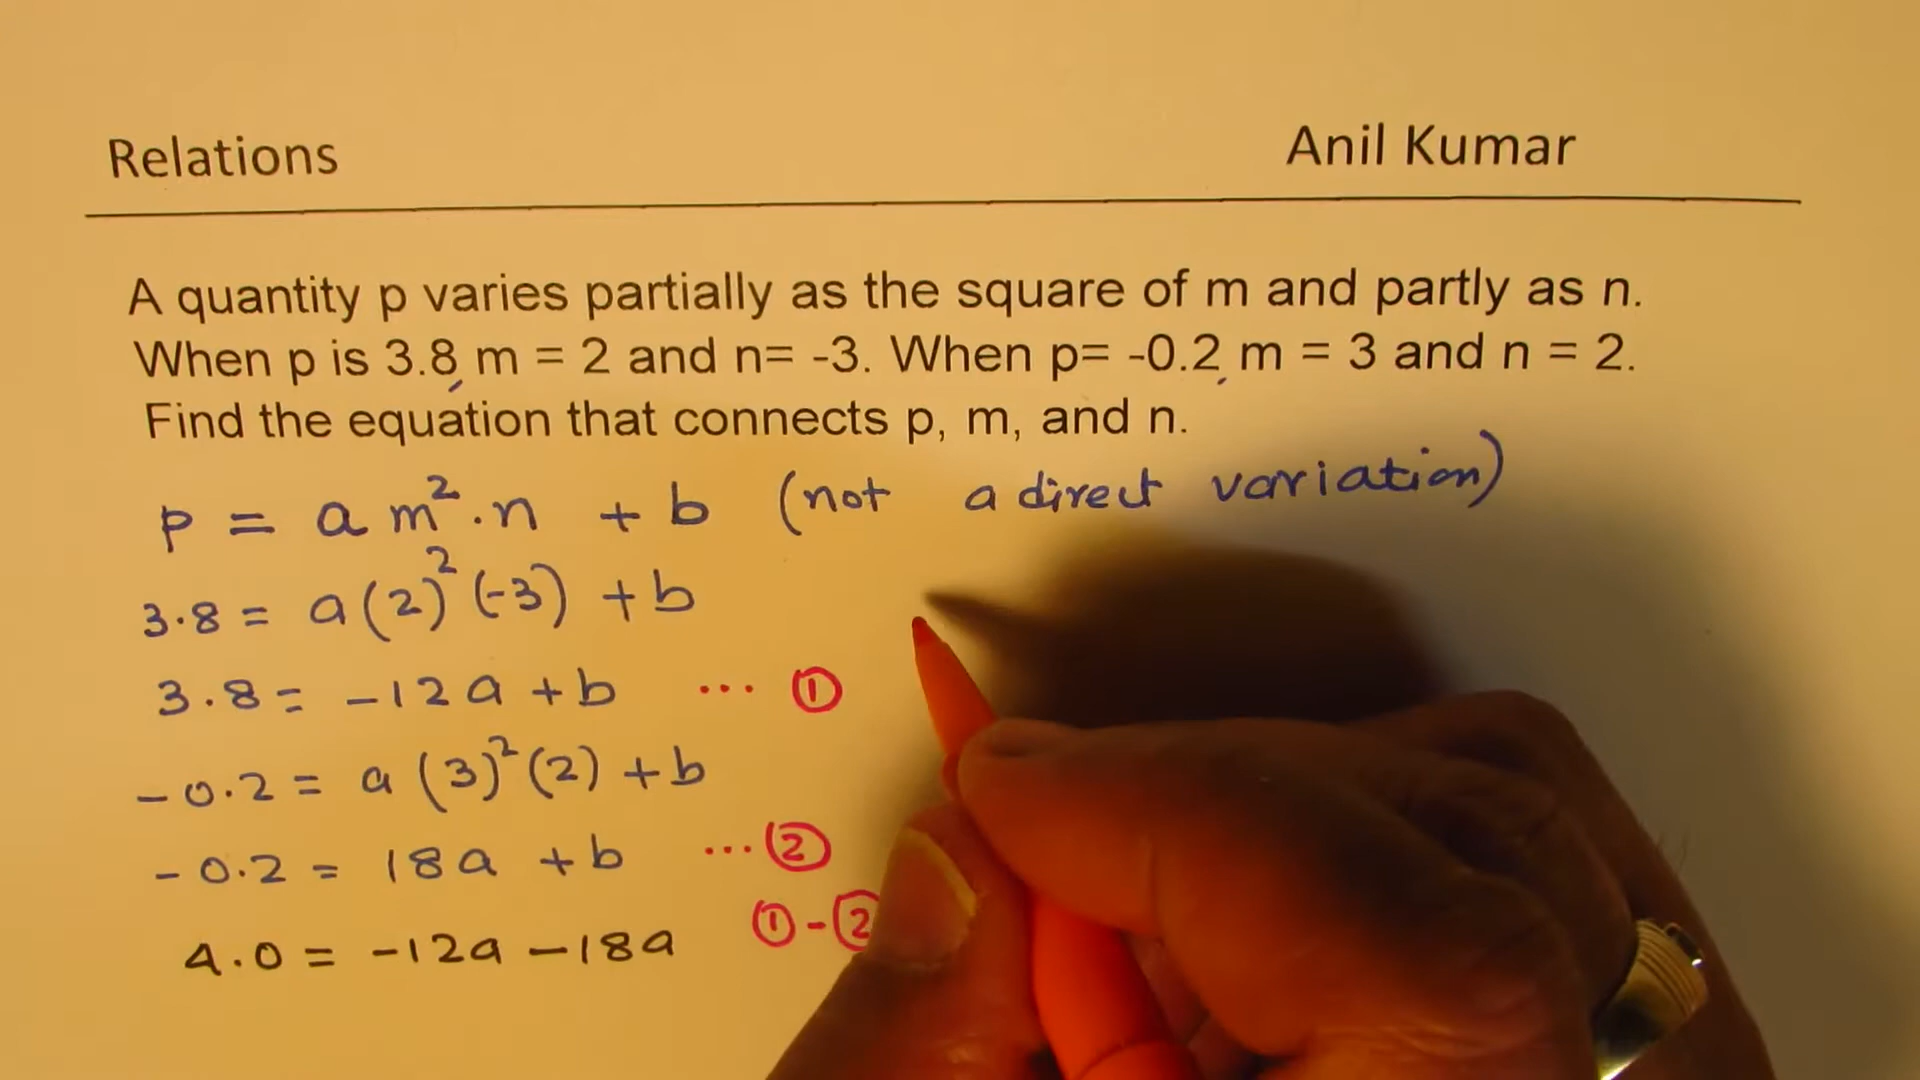 Relations
Anil Kumar
A quantity p varies partially as the square of m and partly as n.
When p is 3.8, m = 2 and n= -3. When p= -0.2, m = 3 and n = 2.
Find the equation that connects p, m, and n.
p = a m².n + b (not a direct variation)
3.8 = a(2)²(-3) + b
3.8 = -12a + b ... ①
-0.2 = a(3)²(2) + b
-0.2 = 18a + b ... ②
① - ②
4.0 = -12a - 18a